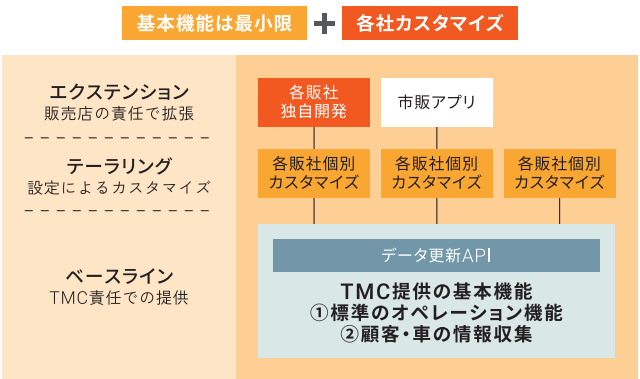 基本機能は最小限 + 各社カスタマイズ
エクステンション
販売店の責任で拡張
各販社
独自開発
市販アプリ
テーラリング
設定によるカスタマイズ
各販社個別
カスタマイズ
各販社個別
カスタマイズ
各販社個別
カスタマイズ
ベースライン
TMC責任での提供
データ更新API
TMC提供の基本機能
①標準のオペレーション機能
②顧客・車の情報収集